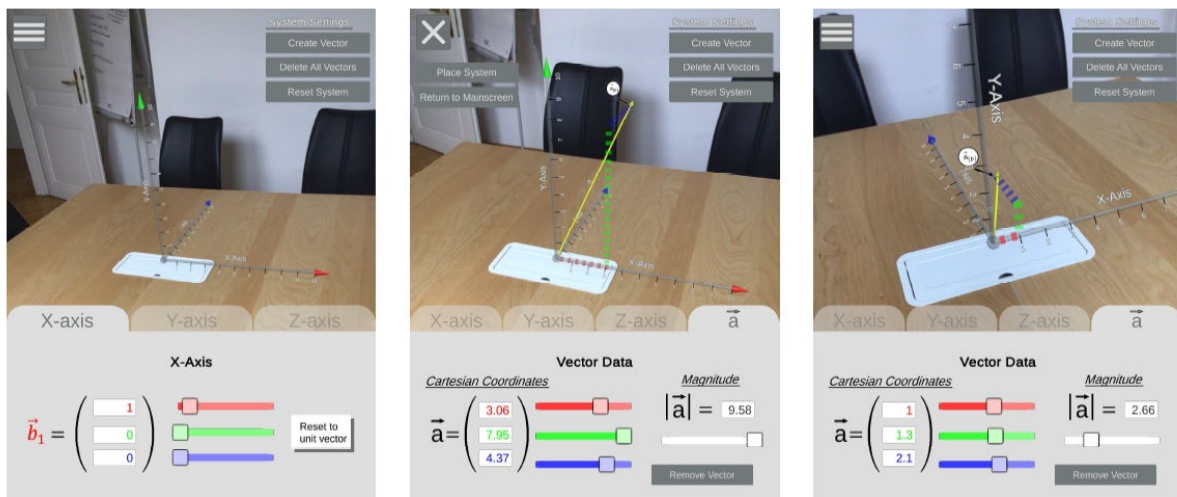 System Settings
Create Vector
Delete All Vectors
Reset System
Y-Axis
X-Axis
X-axis
Y-axis
Z-axis
a
X-Axis
b1 =
1
0
0
Reset to
unit vector
System Settings
Create Vector
Place System
Delete All Vectors
Return to Mainscreen
Reset System
Y-Axis
X-Axis
X-axis
Y-axis
Z-axis
a
Vector Data
Cartesian Coordinates
Magnitude
a=
3.06
7.95
4.37
|a| =
9.58
Remove Vector
System Settings
Create Vector
Delete All Vectors
Reset System
Y-Axis
X-Axis
X-axis
Y-axis
Z-axis
a
Vector Data
Cartesian Coordinates
Magnitude
a=
1
1.3
2.1
|a| =
2.66
Remove Vector